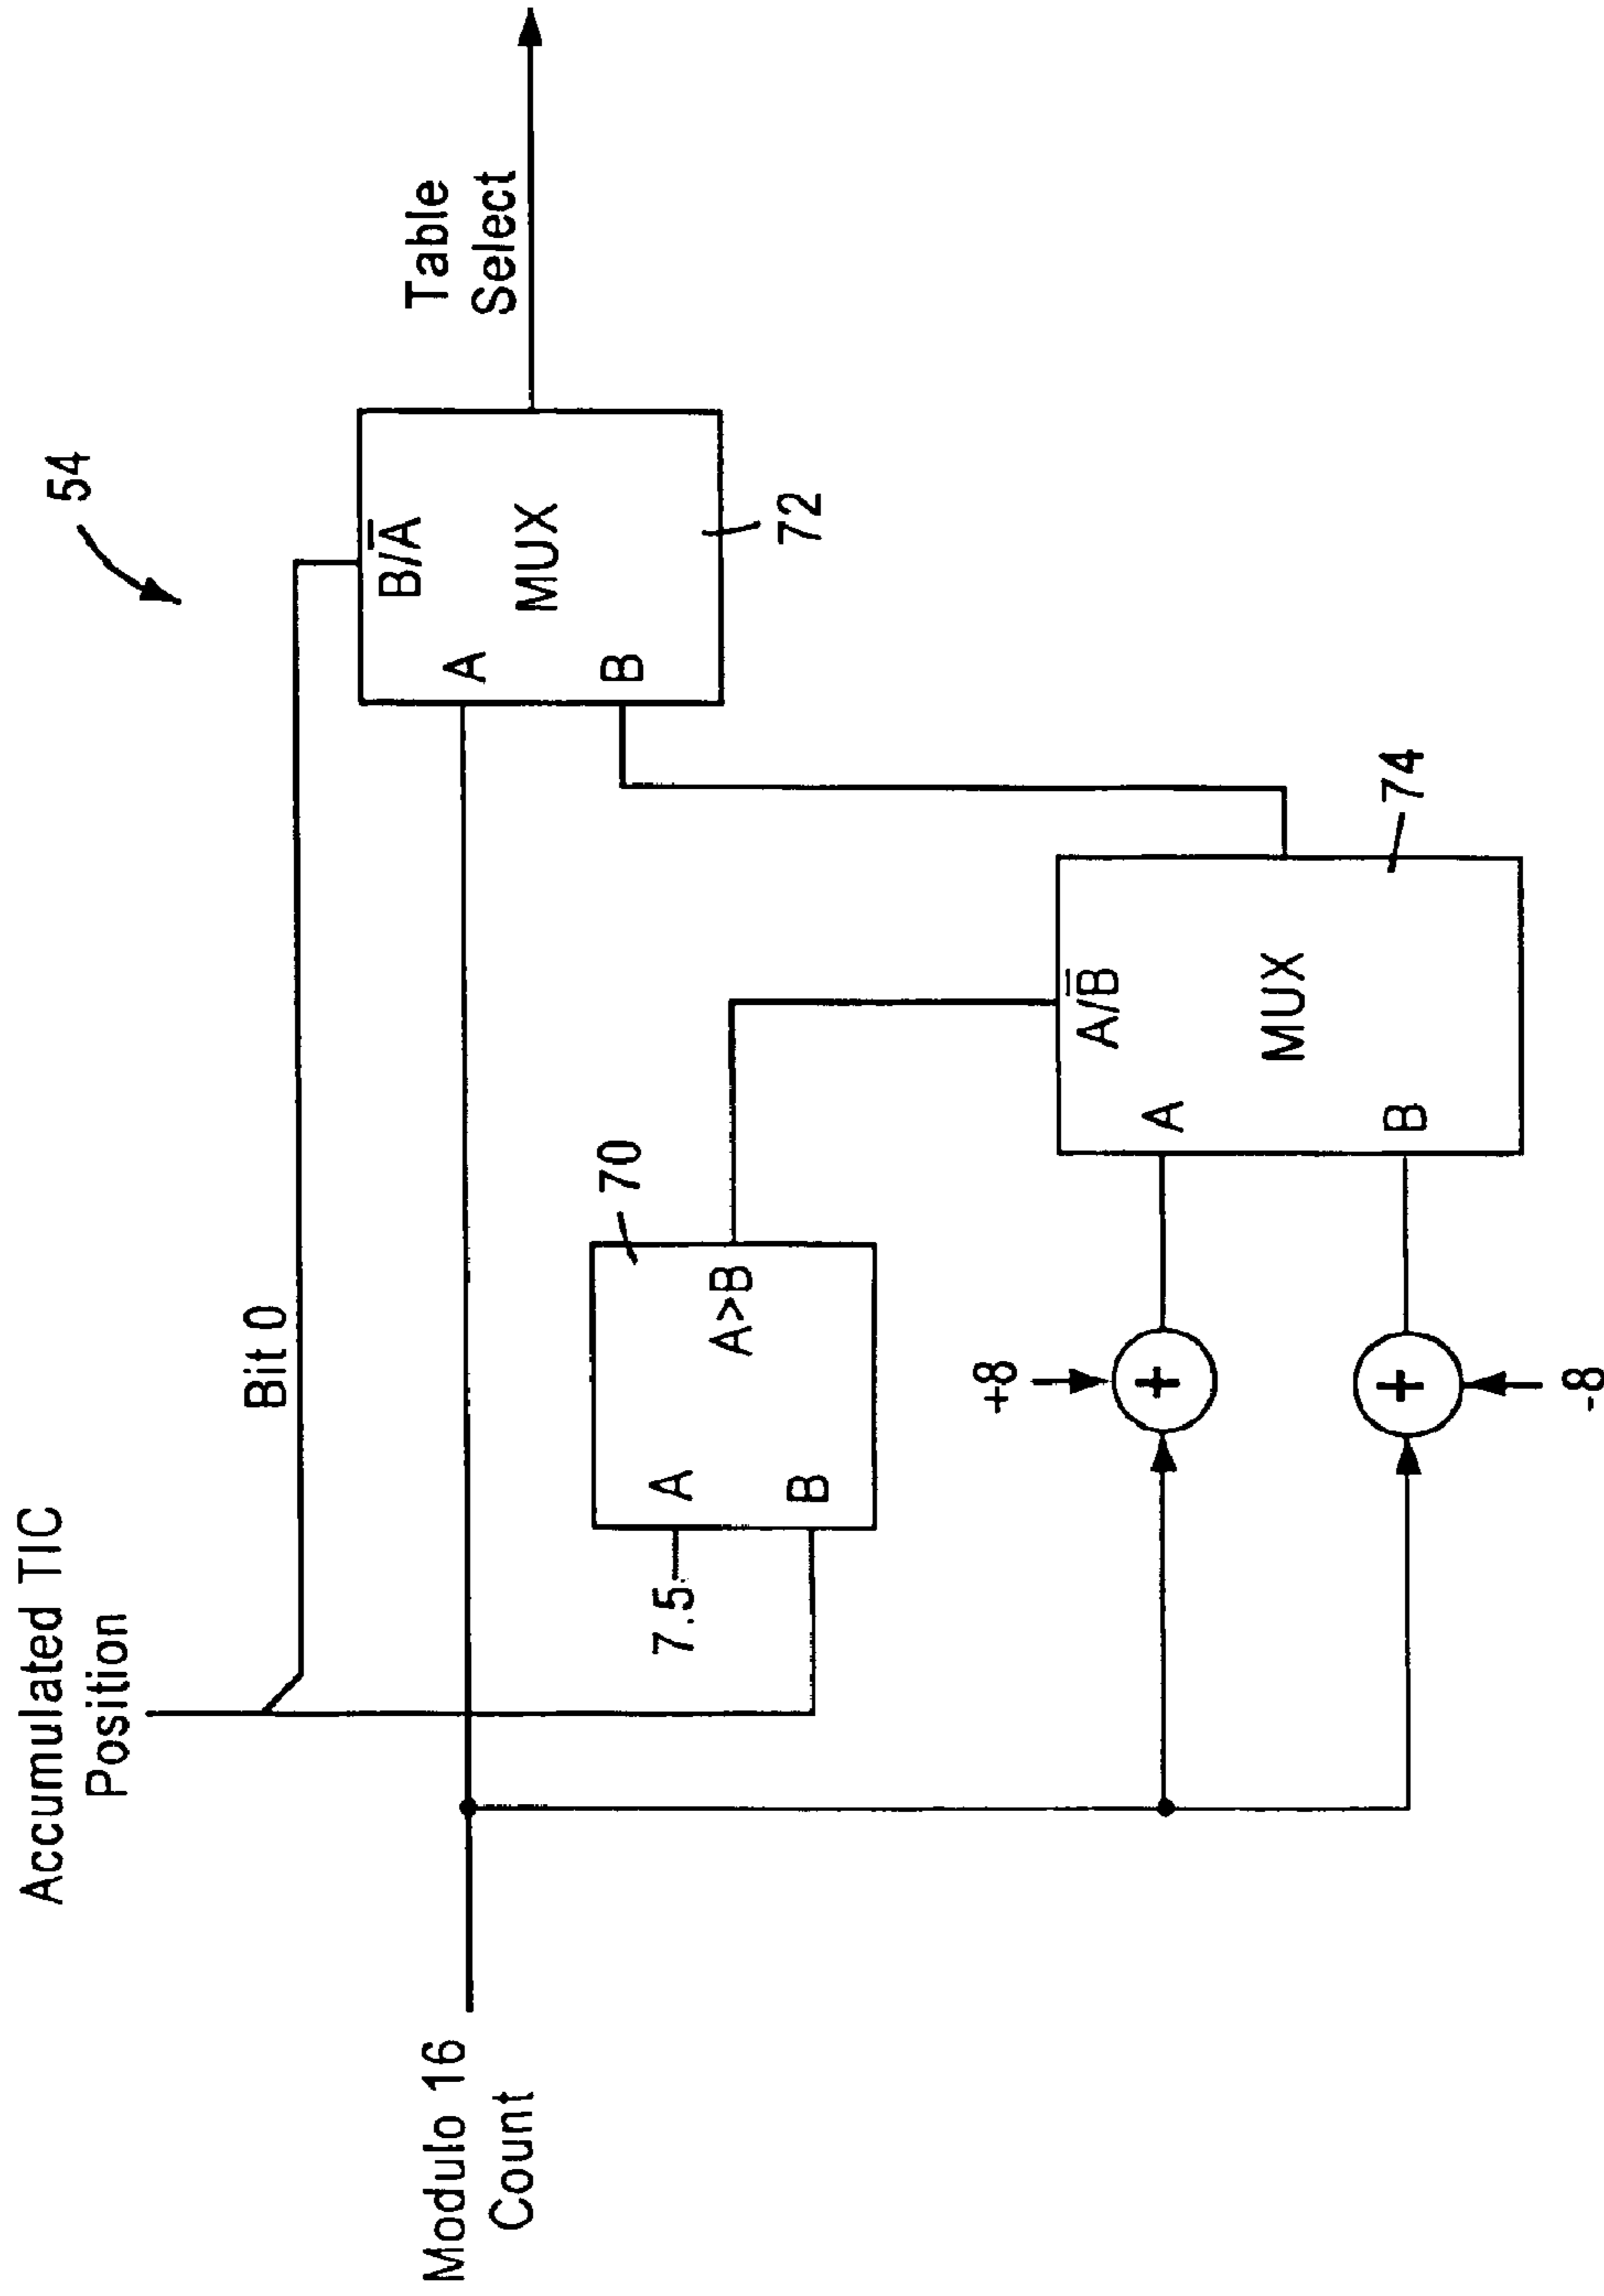 54
Accumulated TIC
Position
Bit 0
Table
Select
B/A̅
A
MUX
B
72
Modulo 16
Count
7.5
A
B
A>B
70
A/B̅
A
MUX
B
74
+8
+
+
-8